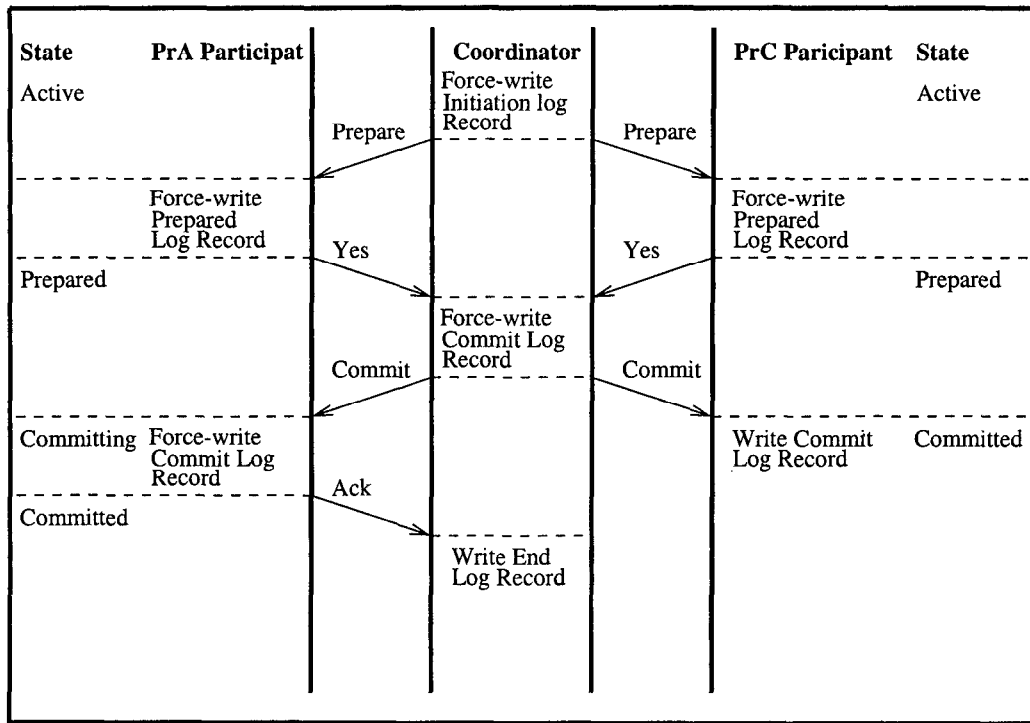 State PrA Participat Coordinator PrC Paricipant State
Active
Force-write
Initiation log
Record
Active
Prepare
Prepare
Force-write
Prepared
Log Record
Force-write
Prepared
Log Record
Yes
Yes
Prepared
Prepared
Force-write
Commit Log
Record
Commit
Commit
Committing
Force-write
Commit Log
Record
Write Commit
Log Record
Committed
Ack
Committed
Write End
Log Record